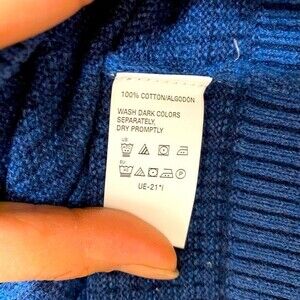 100% COTTON/ALGODON
WASH DARK COLORS
SEPARATELY,
DRY PROMPTLY.
US:
EU:
UE-21*I